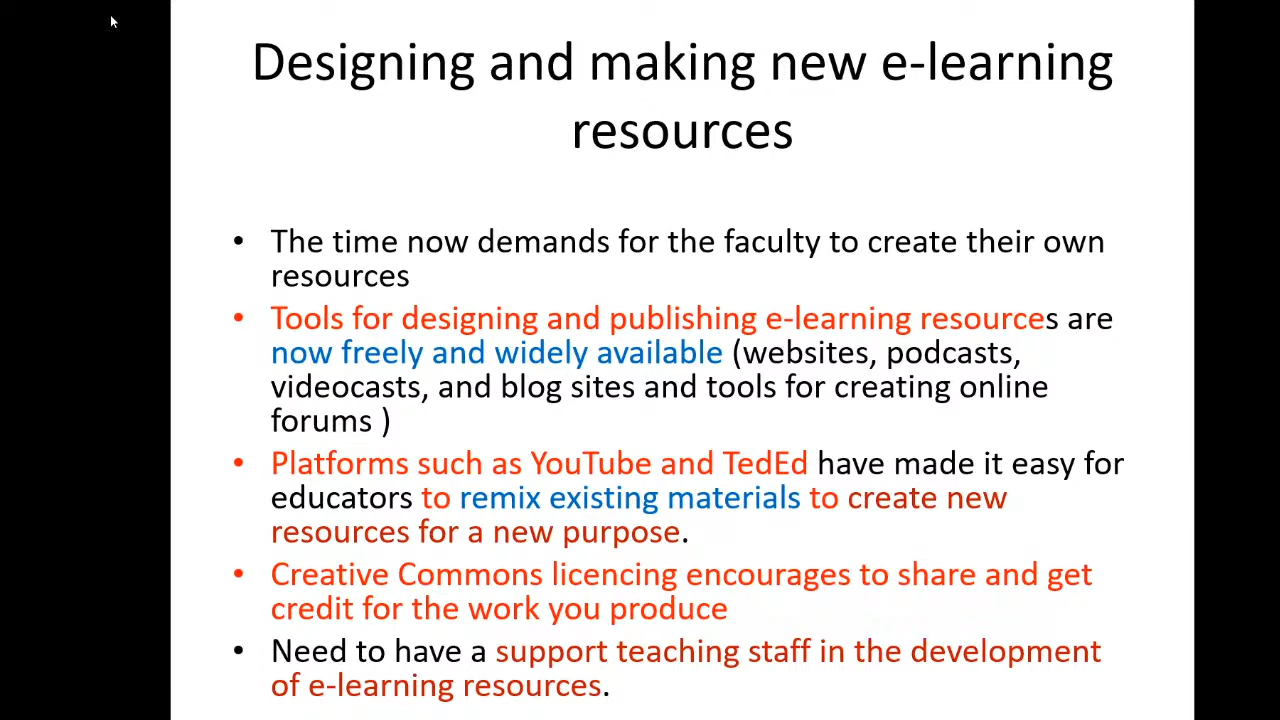 Designing and making new e-learning
resources
• The time now demands for the faculty to create their own
resources
• Tools for designing and publishing e-learning resources are
now freely and widely available (websites, podcasts,
videocasts, and blog sites and tools for creating online
forums )
• Platforms such as YouTube and TedEd have made it easy for
educators to remix existing materials to create new
resources for a new purpose.
• Creative Commons licencing encourages to share and get
credit for the work you produce
• Need to have a support teaching staff in the development
of e-learning resources.